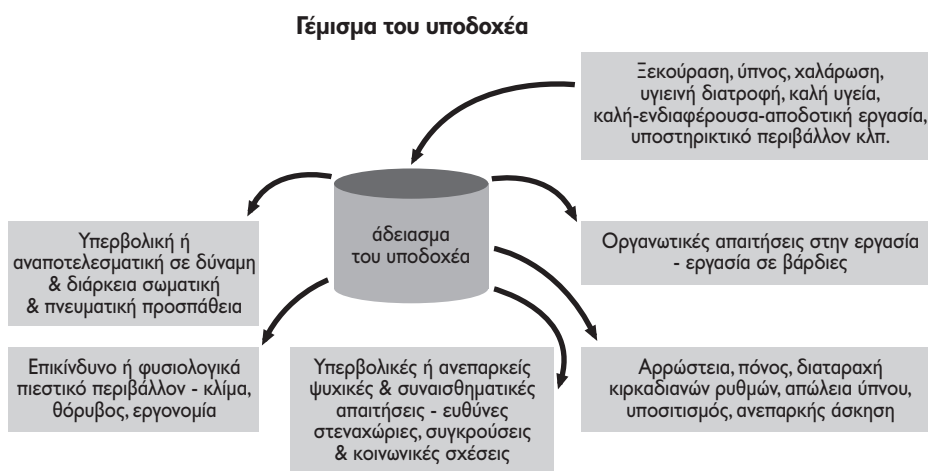 Γέμισμα του υποδοχέα
Ξεκούραση, ύπνος, χαλάρωση,
υγιεινή διατροφή, καλή υγεία,
καλή-ενδιαφέρουσα-αποδοτική εργασία,
υποστηρικτικό περιβάλλον κλπ.
άδειασμα
του υποδοχέα
Υπερβολική ή
αναποτελεσματική σε δύναμη
& διάρκεια σωματική
& πνευματική προσπάθεια
Οργανωτικές απαιτήσεις στην εργασία
- εργασία σε βάρδιες
Επικίνδυνο ή φυσιολογικά
πιεστικό περιβάλλον - κλίμα,
θόρυβος, εργονομία
Υπερβολικές ή ανεπαρκείς
ψυχικές & συναισθηματικές
απαιτήσεις - ευθύνες
στεναχώριες, συγκρούσεις
& κοινωνικές σχέσεις
Αρρώστεια, πόνος, διαταραχή
κιρκαδιανών ρυθμών, απώλεια ύπνου,
υποσιτισμός, ανεπαρκής άσκηση